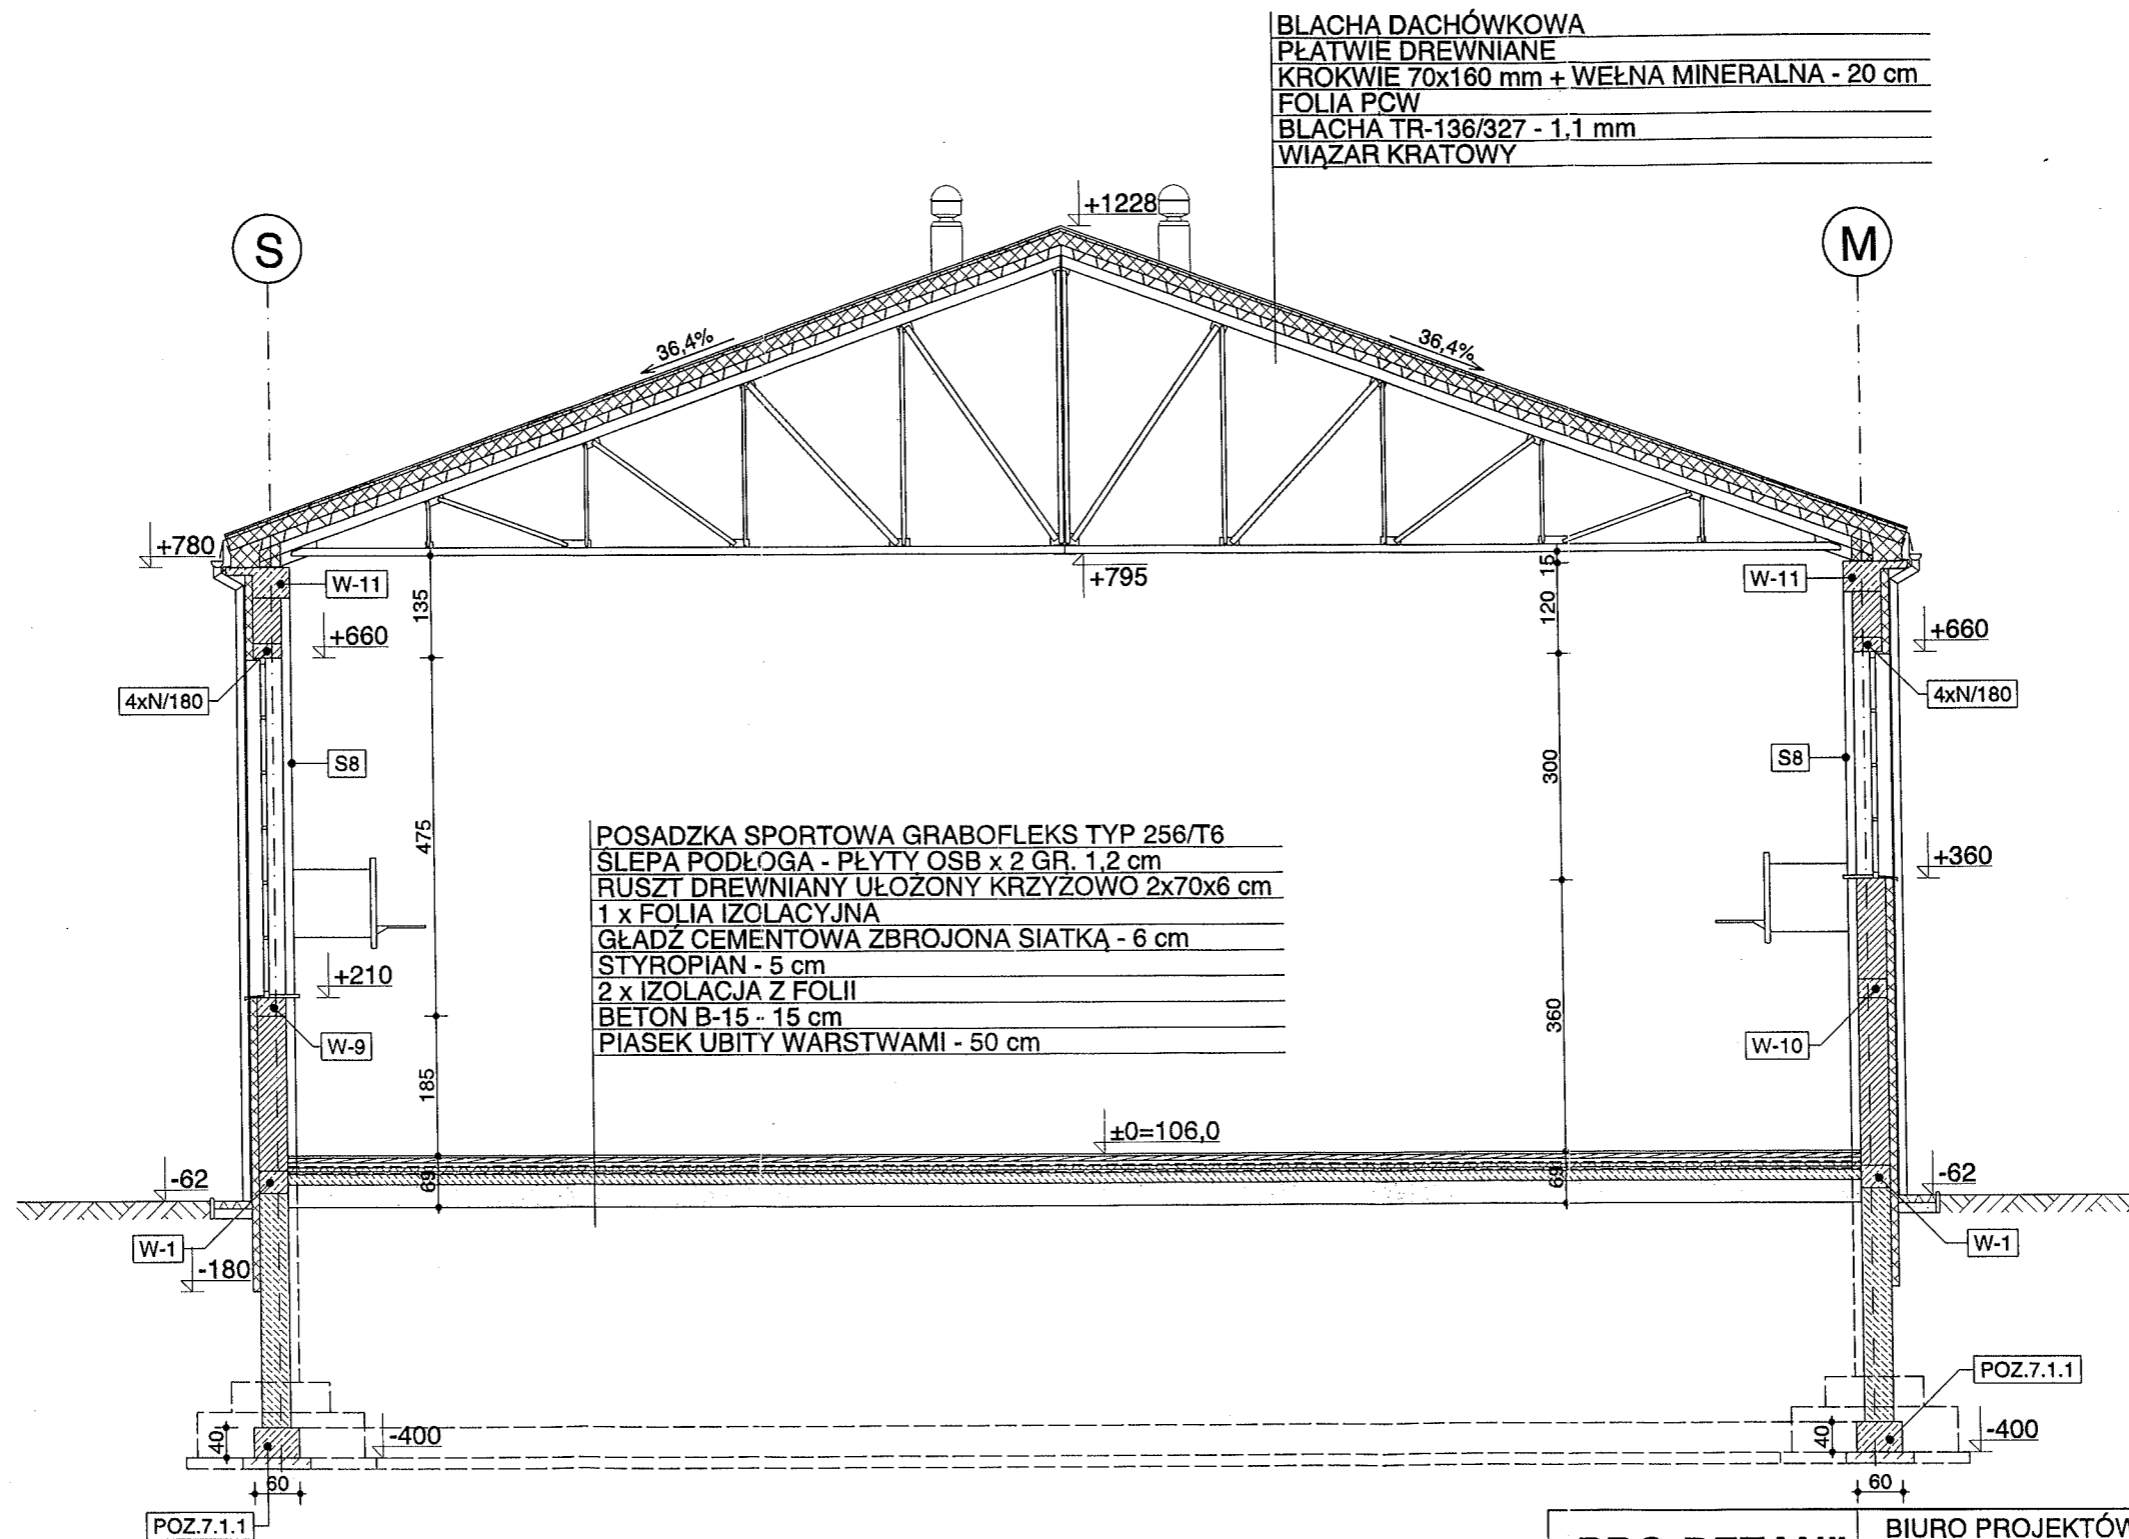 BLACHA DACHÓWKOWA
PŁATWIE DREWNIANE
KROKWIE 70x160 mm + WEŁNA MINERALNA - 20 cm
FOLIA PCW
BLACHA TR-136/327 - 1,1 mm
WIĄZAR KRATOWY
+1228
S
M
36,4%
36,4%
+780
+795
15
W-11
W-11
135
120
+660
+660
4xN/180
4xN/180
S8
S8
300
475
+360
POSADZKA SPORTOWA GRABOFLEKS TYP 256/T6
ŚLEPA PODŁOGA - PŁYTY OSB x 2 GR. 1,2 cm
RUSZT DREWNIANY UŁOŻONY KRZYŻOWO 2x70x6 cm
1 x FOLIA IZOLACYJNA
GŁADŹ CEMENTOWA ZBROJONA SIATKĄ - 6 cm
STYROPIAN - 5 cm
2 x IZOLACJA Z FOLII
BETON B-15 - 15 cm
PIASEK UBITY WARSTWAMI - 50 cm
+210
W-9
W-10
360
185
±0=106,0
-62
-62
69
69
W-1
W-1
-180
POZ.7.1.1
40
-400
40
-400
60
60
POZ.7.1.1
BIURO PROJEKTÓW